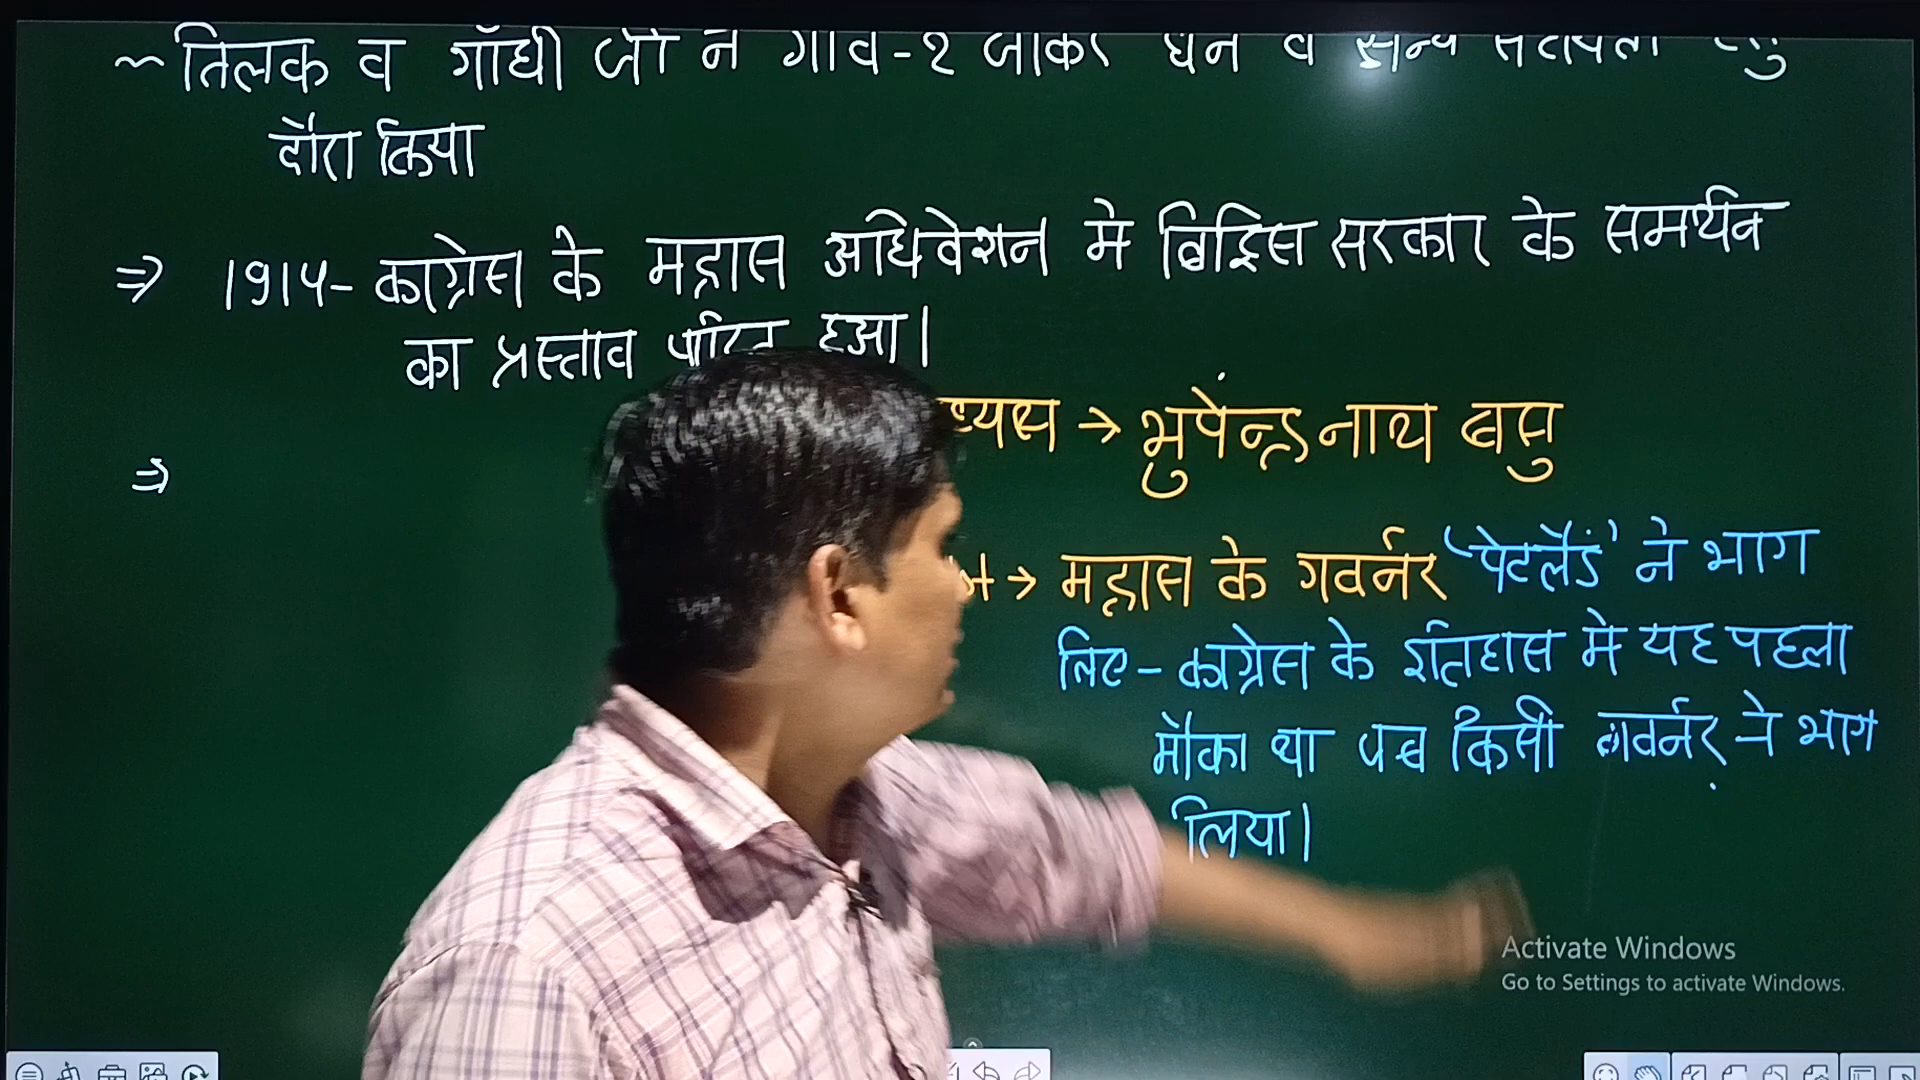 ~ तिलक व गाँधी जी ने गांव-२ जाकर धन व सैन्य सहायता हेतु
दौरा किया
⇒ 1914- काग्रेस के मद्रास अधिवेशन में ब्रिट्रिस सरकार के समर्थन
का प्रस्ताव पारित हुआ।
ध्यक्ष → भुपेंन्द्रनाथ बसु
⇒
→ मद्रास के गवर्नर 'पेटलैंड' ने भाग
लिए - काग्रेस के इतिहास में यह पहला
मौका था जब किसी गवर्नर ने भाग
लिया।
Activate Windows
Go to Settings to activate Windows.